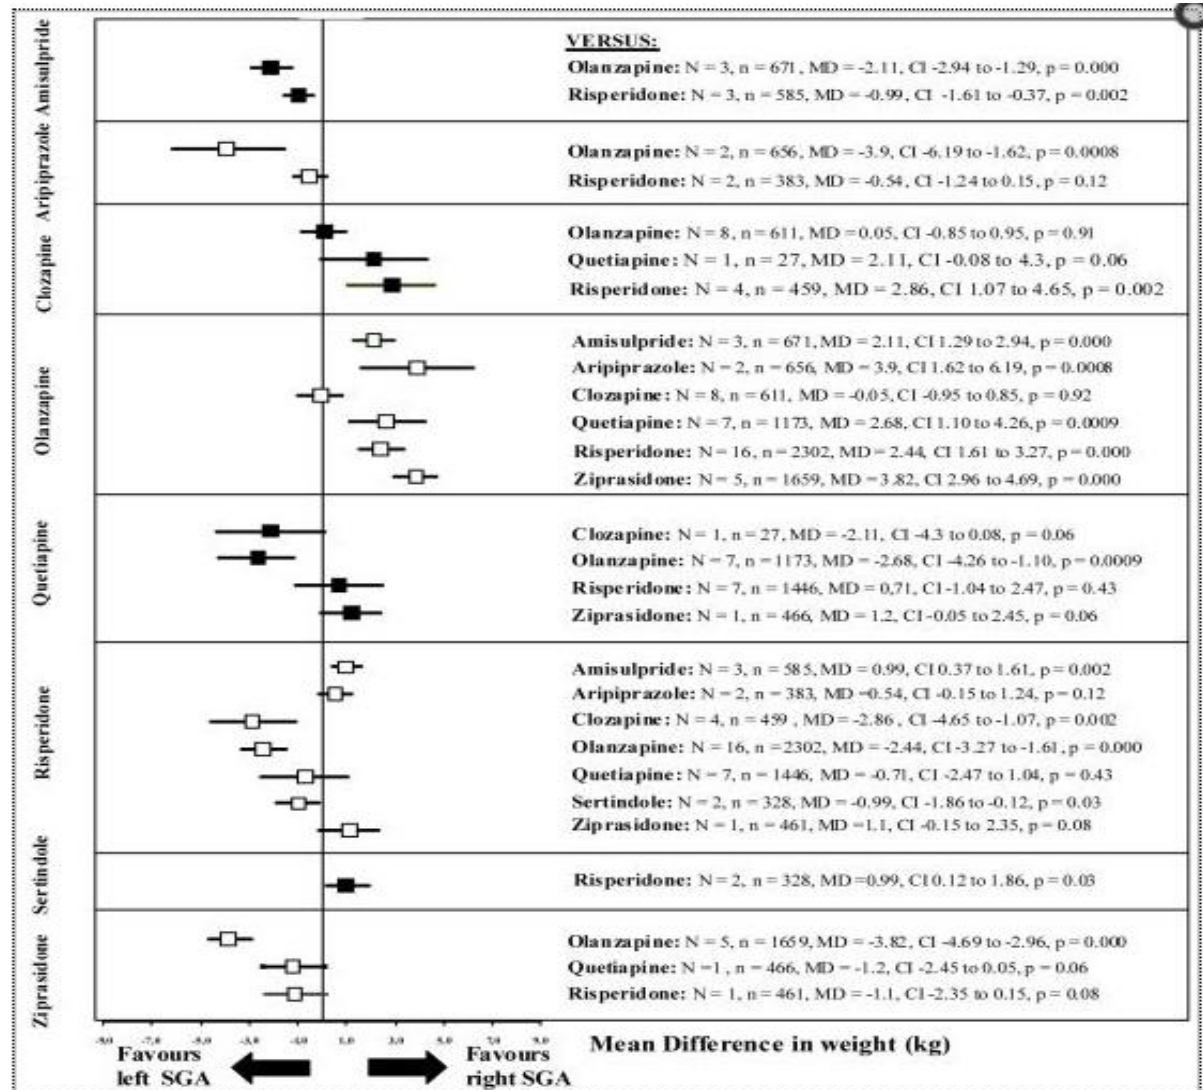 VERSUS:
Amisulpride
Olanzapine: N = 3, n = 671, MD = -2.11, CI -2.94 to -1.29, p = 0.000
Risperidone: N = 3, n = 585, MD = -0.99, CI -1.61 to -0.37, p = 0.002
Aripiprazole
Olanzapine: N = 2, n = 656, MD = -3.9, CI -6.19 to -1.62, p = 0.0008
Risperidone: N = 2, n = 383, MD = -0.54, CI -1.24 to 0.15, p = 0.12
Clozapine
Olanzapine: N = 8, n = 611, MD = 0.05, CI -0.85 to 0.95, p = 0.91
Quetiapine: N = 1, n = 27, MD = 2.11, CI -0.08 to 4.3, p = 0.06
Risperidone: N = 4, n = 459, MD = 2.86, CI 1.07 to 4.65, p = 0.002
Olanzapine
Amisulpride: N = 3, n = 671, MD = 2.11, CI 1.29 to 2.94, p = 0.000
Aripiprazole: N = 2, n = 656, MD = 3.9, CI 1.62 to 6.19, p = 0.0008
Clozapine: N = 8, n = 611, MD = -0.05, CI -0.95 to 0.85, p = 0.92
Quetiapine: N = 7, n = 1173, MD = 2.68, CI 1.10 to 4.26, p = 0.0009
Risperidone: N = 16, n = 2302, MD = 2.44, CI 1.61 to 3.27, p = 0.000
Ziprasidone: N = 5, n = 1659, MD = 3.82, CI 2.96 to 4.69, p = 0.000
Quetiapine
Clozapine: N = 1, n = 27, MD = -2.11, CI -4.3 to 0.08, p = 0.06
Olanzapine: N = 7, n = 1173, MD = -2.68, CI -4.26 to -1.10, p = 0.0009
Risperidone: N = 7, n = 1446, MD = 0,71, CI -1.04 to 2.47, p = 0.43
Ziprasidone: N = 1, n = 466, MD = 1.2, CI -0.05 to 2.45, p = 0.06
Risperidone
Amisulpride: N = 3, n = 585, MD = 0.99, CI 0.37 to 1.61, p = 0.002
Aripiprazole: N = 2, n = 383, MD =0.54, CI -0.15 to 1.24, p = 0.12
Clozapine: N = 4, n = 459 , MD = -2.86, CI -4.65 to -1.07, p = 0.002
Olanzapine: N = 16, n = 2302, MD = -2.44, CI -3.27 to -1.61, p = 0.000
Quetiapine: N = 7, n = 1446, MD = -0.71, CI -2.47 to 1.04, p = 0.43
Sertindole: N = 2, n = 328, MD = -0.99, CI -1.86 to -0.12, p = 0.03
Ziprasidone: N = 1, n = 461, MD =1.1, CI -0.15 to 2.35, p = 0.08
Sertindole
Risperidone: N = 2, n = 328, MD =0.99, CI 0.12 to 1.86, p = 0.03
Ziprasidone
Olanzapine: N = 5, n = 1659, MD = -3.82, CI -4.69 to -2.96, p = 0.000
Quetiapine: N =1 , n = 466, MD = -1.2, CI -2.45 to 0.05, p = 0.06
Risperidone: N = 1, n = 461, MD = -1.1, CI -2.35 to 0.15, p = 0.08
1.0 3.0 5.0 7.0 9.0
Mean Difference in weight (kg)
Favours left SGA
Favours right SGA